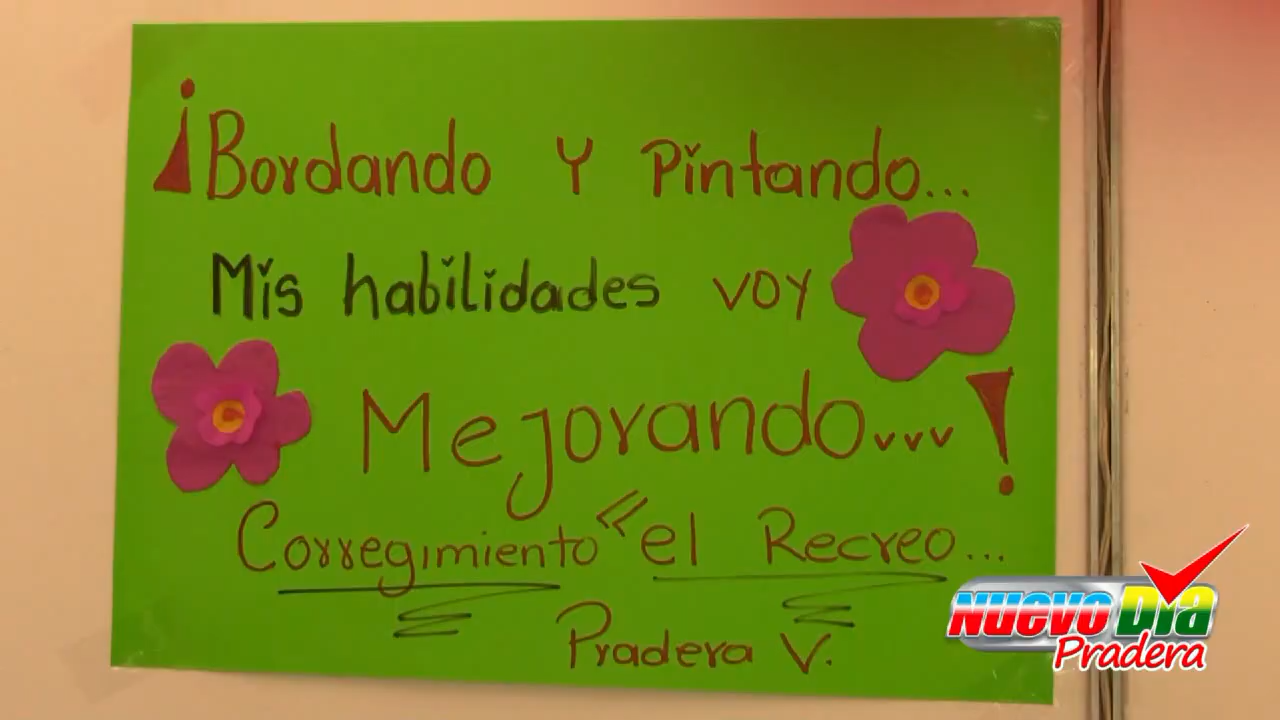 ¡Bordando Y Pintando...
Mis habilidades voy
Mejorando...!
Corregimiento "el Recreo...
Pradera V.
NUEVO DÍA
Pradera